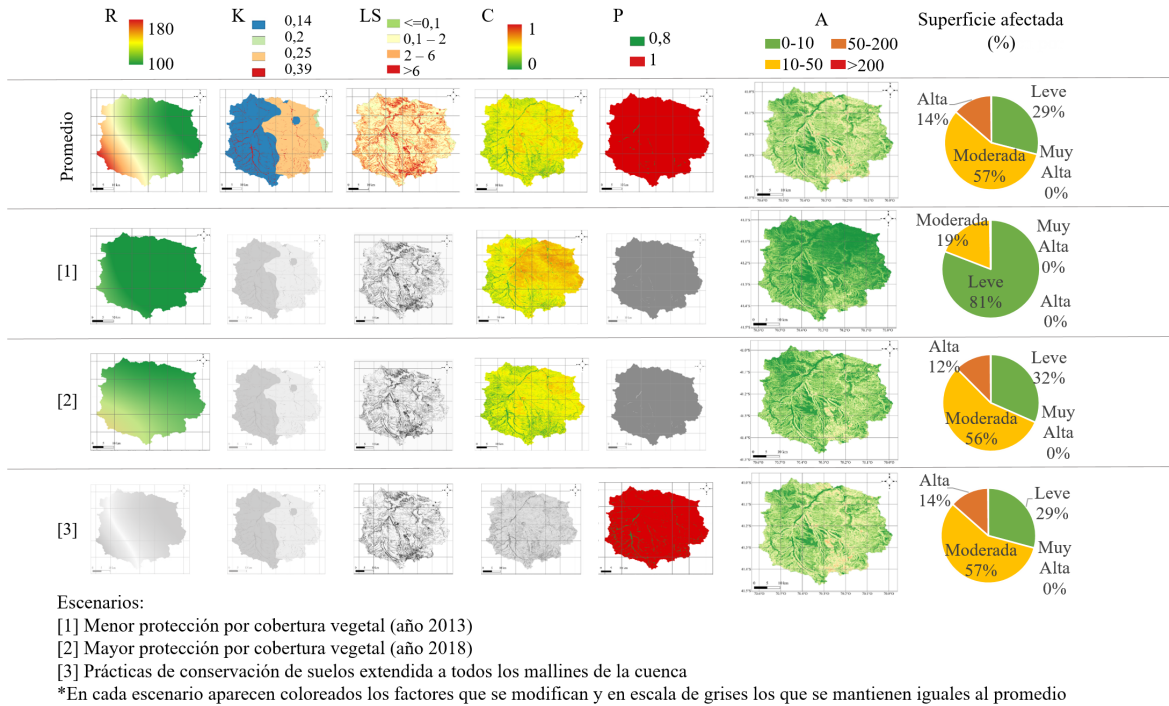 R K LS C P A Superficie afectada
(%)
180
100
0,14
0,2
0,25
0,39
<=0,1
0,1 – 2
2 – 6
>6
1
0
0,8
1
0-10 50-200
10-50 >200
Promedio
Alta
14%
Leve
29%
Moderada
57%
Muy
Alta
0%
[1]
Moderada
19%
Muy
Alta
0%
Leve
81%
Alta
0%
[2]
Alta
12%
Leve
32%
Moderada
56%
Muy
Alta
0%
[3]
Alta
14%
Leve
29%
Moderada
57%
Muy
Alta
0%
Escenarios:
[1] Menor protección por cobertura vegetal (año 2013)
[2] Mayor protección por cobertura vegetal (año 2018)
[3] Prácticas de conservación de suelos extendida a todos los mallines de la cuenca
*En cada escenario aparecen coloreados los factores que se modifican y en escala de grises los que se mantienen iguales al promedio